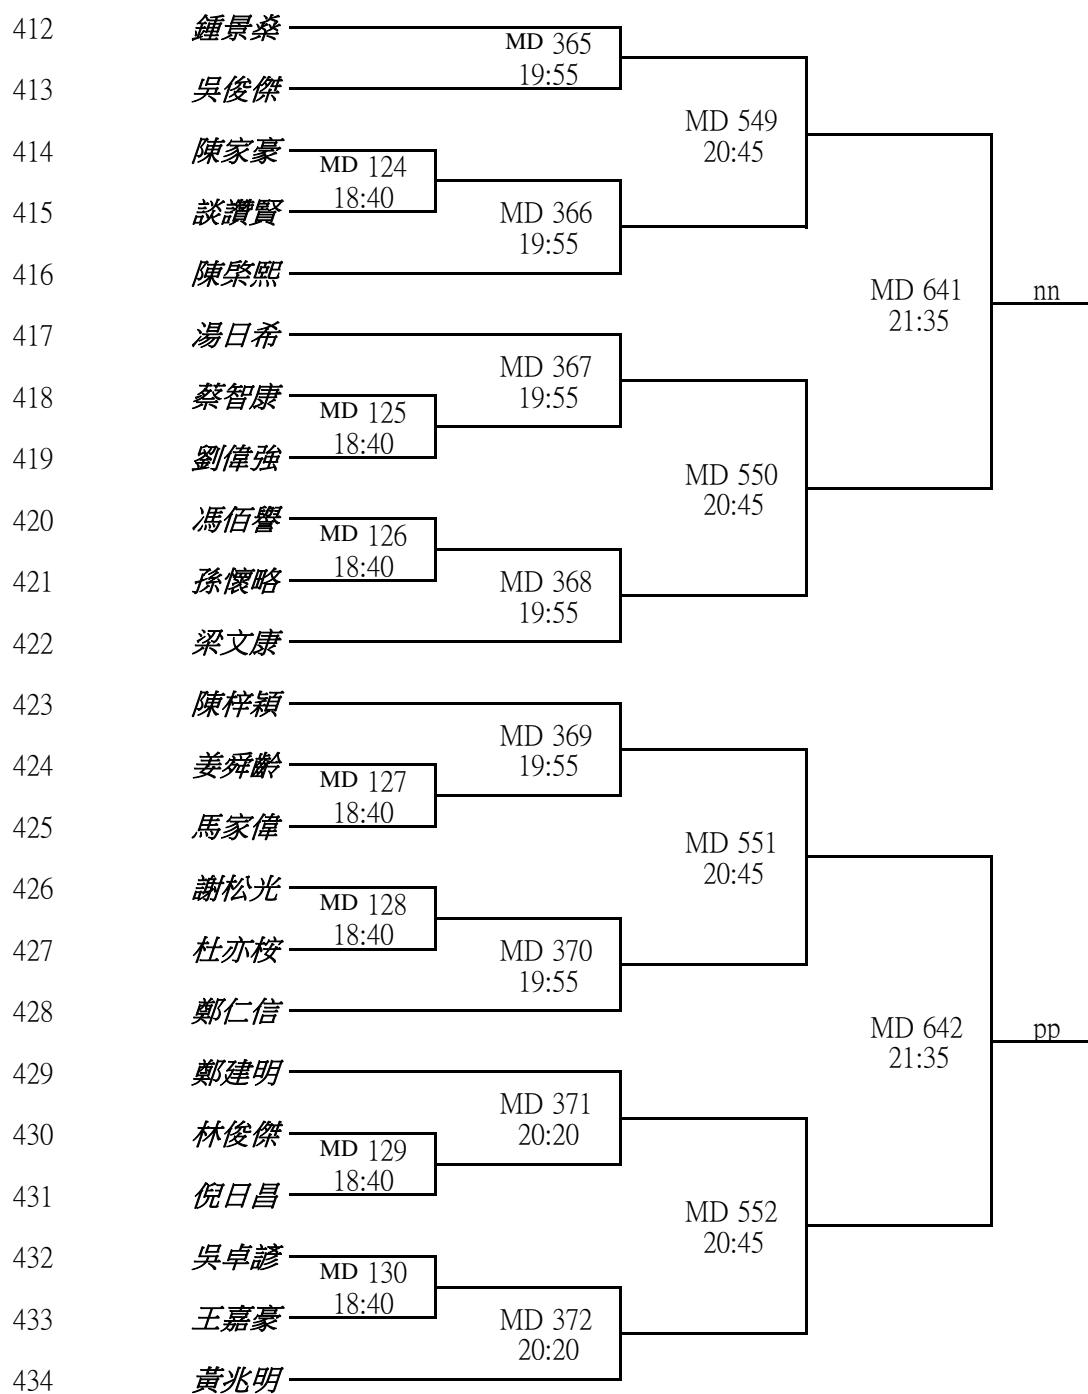 412 鍾景燊
MD 365
19:55
413 吳俊傑
MD 549
20:45
414 陳家豪
MD 124
18:40
415 談讚賢
MD 366
19:55
416 陳棨熙
MD 641
21:35
nn
417 湯日希
MD 367
19:55
418 蔡智康
MD 125
18:40
419 劉偉強
MD 550
20:45
420 馮佰譽
MD 126
18:40
421 孫懷略
MD 368
19:55
422 梁文康
423 陳梓穎
MD 369
19:55
424 姜舜齡
MD 127
18:40
425 馬家偉
MD 551
20:45
426 謝松光
MD 128
18:40
427 杜亦桉
MD 370
19:55
428 鄭仁信
MD 642
21:35
pp
429 鄭建明
MD 371
20:20
430 林俊傑
MD 129
18:40
431 倪日昌
MD 552
20:45
432 吳卓諺
MD 130
18:40
433 王嘉豪
MD 372
20:20
434 黃兆明